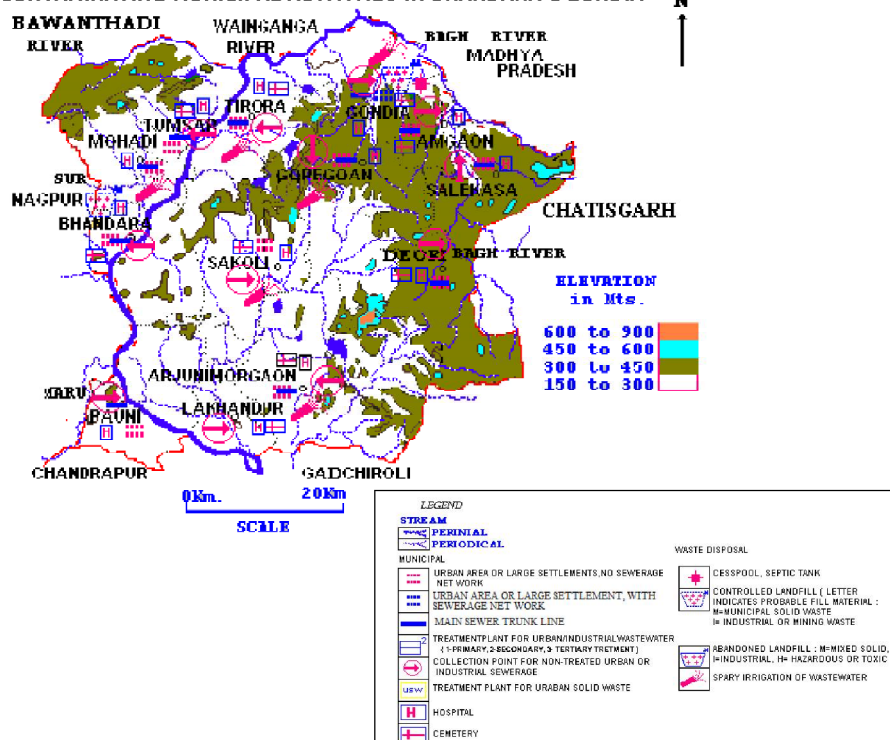 N
BAWANTHADI
RIVER
WAINGANGA
RIVER
BAGH RIVER
MADHYA
PRADESH
TIRORA
GONDIA
TUMSAR
MOHADI
AMGAON
GOREGOAN
SALEKASA
SUR
NAGPUR
BHANDARA
CHATISGARH
SAKOLI
DEORI
BAGH RIVER
ELEVRTION
in Mts.
600 to 900
450 to 600
300 to 450
150 to 300
ARJUNIMORGAON
MARU
PAUNI
LAKHANDUR
CHANDRAPUR
GADCHIROLI
0Km.
20Km
SCALE
LEGEND
STREAM
PERINIAL
PERIODICAL
MUNICIPAL
URBAN AREA OR LARGE SETTLEMENTS,NO SEWERAGE
NET WORK
URBAN AREA OR LARGE SETTLEMENT, WITH
SEWERAGE NET WORK
MAIN SEWER TRUNK LINE
2
TREATMENTPLANT FOR URBAN/INDUSTRIALWASTEWATER
( 1-PRIMARY, 2-SECONDARY, 3- TERTIARY TRETMENT )
COLLECTION POINT FOR NON-TREATED URBAN OR
INDUSTRIAL SEWERAGE
USW
TREATMENT PLANT FOR URABAN SOLID WASTE
H
HOSPITAL
CEMETERY
WASTE DISPOSAL
CESSPOOL, SEPTIC TANK
CONTROLLED LANDFILL ( LETTER
INDICATES PROBABLE FILL MATERIAL :
M=MUNICIPAL SOLID WASTE
I= INDUSTRIAL OR MINING WASTE
ABANDONED LANDFILL : M=MIXED SOLID,
I=INDUSTRIAL, H= HAZARDOUS OR TOXIC
SPARY IRRIGATION OF WASTEWATER